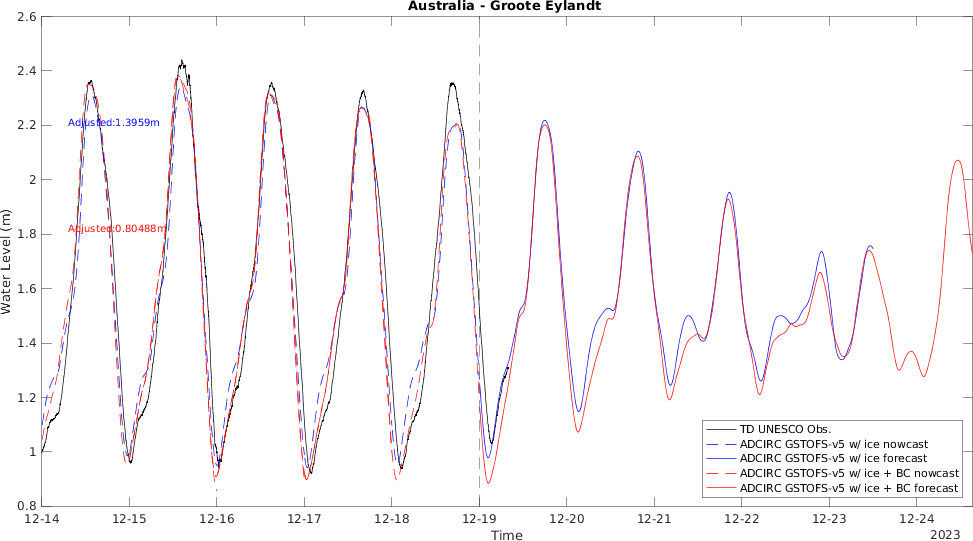 Australia - Groote Eylandt
2.6
2.4
2.2
2
1.8
1.6
1.4
1.2
1
0.8
Water Level (m)
Adjusted:1.3959m
Adjusted:0.80488m
TD UNESCO Obs.
ADCIRC GSTOFS-v5 w/ ice nowcast
ADCIRC GSTOFS-v5 w/ ice forecast
ADCIRC GSTOFS-v5 w/ ice + BC nowcast
ADCIRC GSTOFS-v5 w/ ice + BC forecast
12-14 12-15 12-16 12-17 12-18 12-19 12-20 12-21 12-22 12-23 12-24
Time
2023